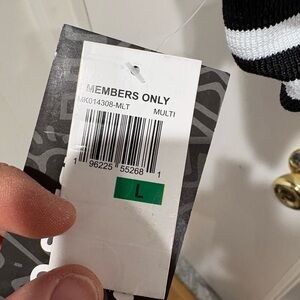 MEMBERS ONLY
MK014308-MLT
MULTI
1 96225 55268 1
L